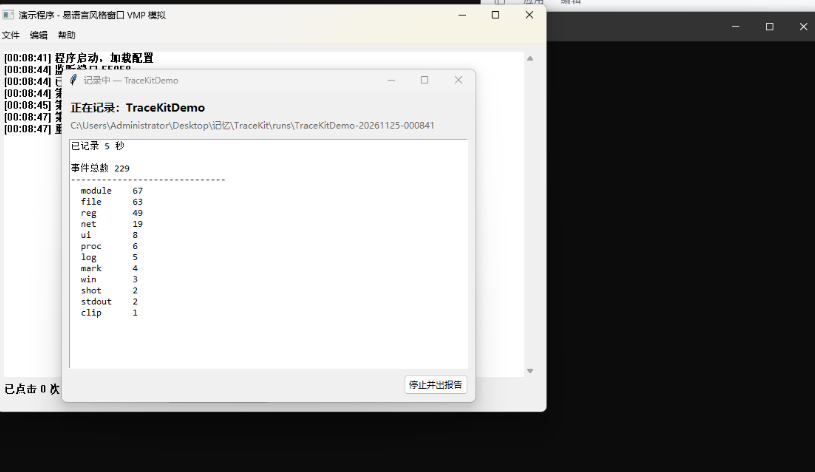 应用 编辑
演示程序 - 易语言风格窗口 VMP 模拟
文件 编辑 帮助
[00:08:41] 程序启动，加载配置
[00:08:44]
[00:08:44] 已
[00:08:44] 第
[00:08:45] 第
[00:08:47] 第
[00:08:47] 重
记录中 — TraceKitDemo
正在记录：TraceKitDemo
C:\Users\Administrator\Desktop\记忆\TraceKit\runs\TraceKitDemo-20261125-000841
已记录 5 秒
事件总数 229
------------------------------
module 67
file 63
reg 49
net 19
ui 8
proc 6
log 5
mark 4
win 3
shot 2
stdout 2
clip 1
停止并出报告
已点击 0 次